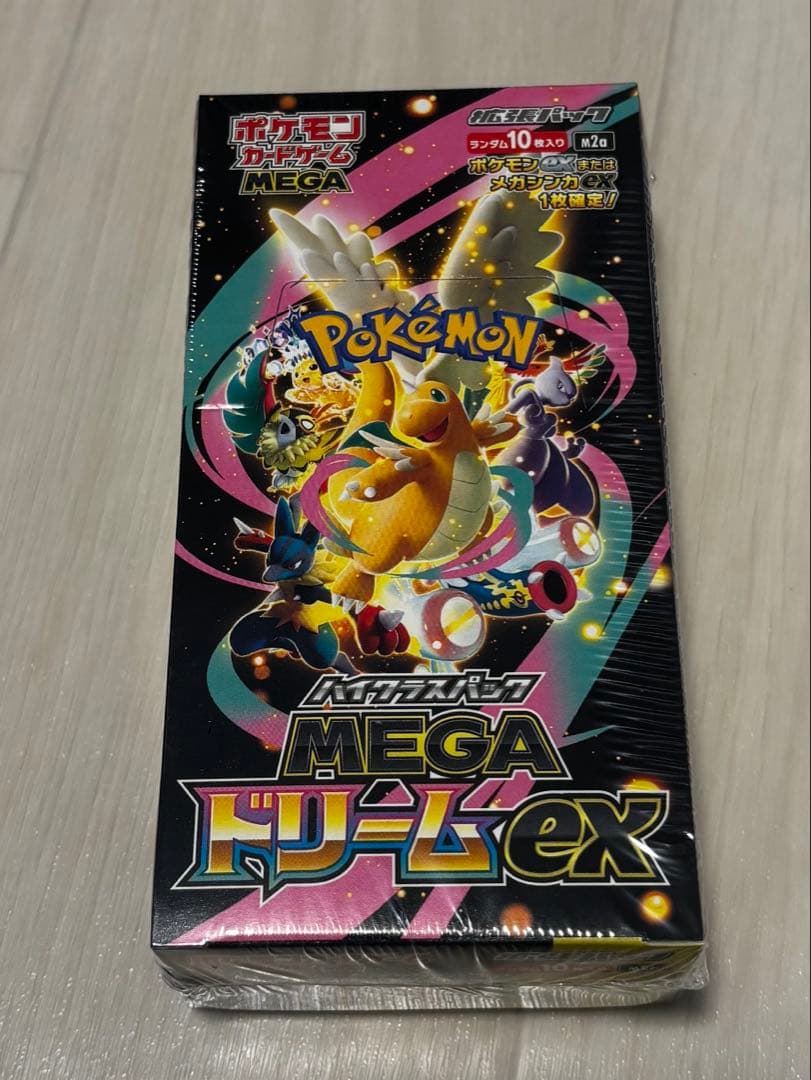 ポケモン
カードゲーム
MEGA
拡張パック
ランダム10枚入り M2a
ポケモンexまたは
メガシンカex
1枚確定!
POKéMON
ハイクラスパック
MEGA
ドリームex